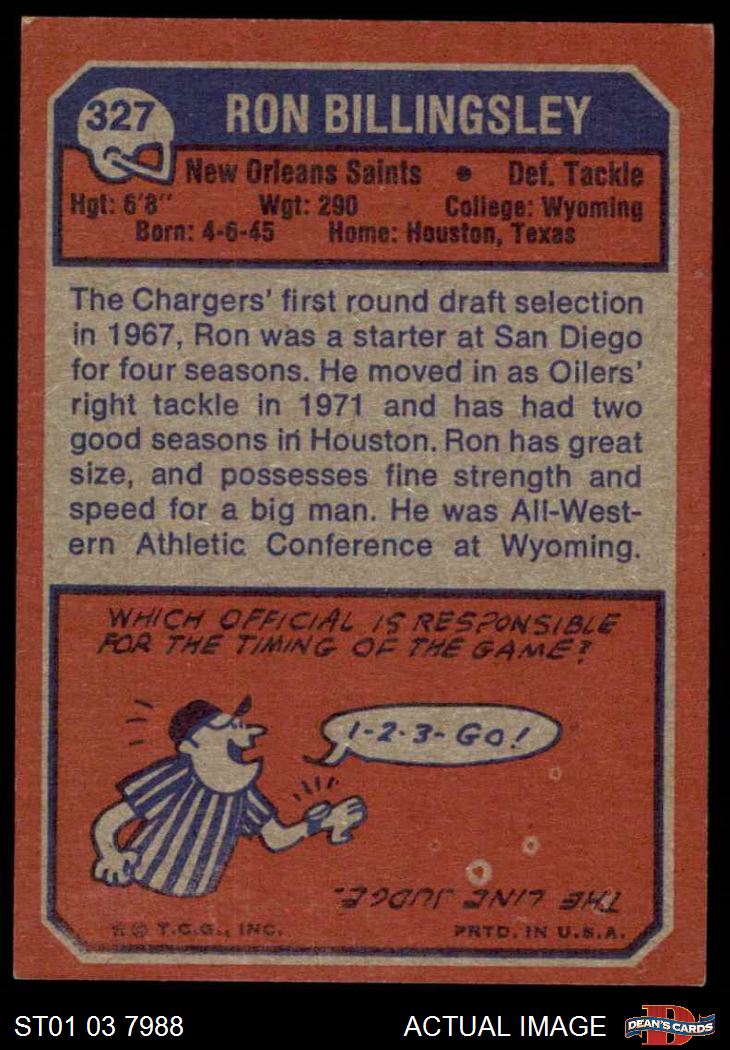 327
RON BILLINGSLEY
New Orleans Saints • Def. Tackle
Hgt: 6'8" Wgt: 290 College: Wyoming
Born: 4-6-45 Home: Houston, Texas
The Chargers' first round draft selection
in 1967, Ron was a starter at San Diego
for four seasons. He moved in as Oilers'
right tackle in 1971 and has had two
good seasons in Houston. Ron has great
size, and possesses fine strength and
speed for a big man. He was All-West-
ern Athletic Conference at Wyoming.
WHICH OFFICIAL IS RESPONSIBLE
FOR THE TIMING OF THE GAME?
1-2-3-GO!
THE LINE JUDGE.
© T.C.G., INC. PRTD. IN U.S.A.
ST01 03 7988 ACTUAL IMAGE
D
DEAN'S CARDS